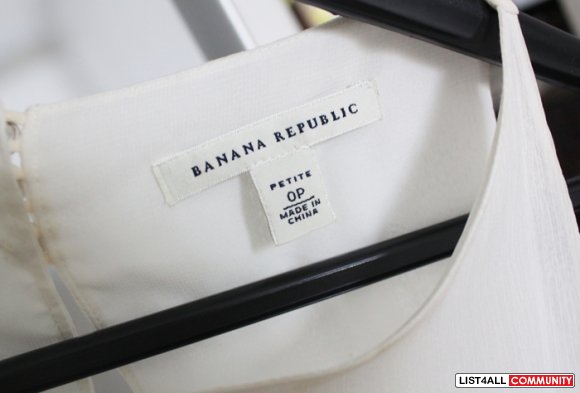 BANANA REPUBLIC
PETITE
0P
MADE IN
CHINA
LIST4ALL COMMUNITY